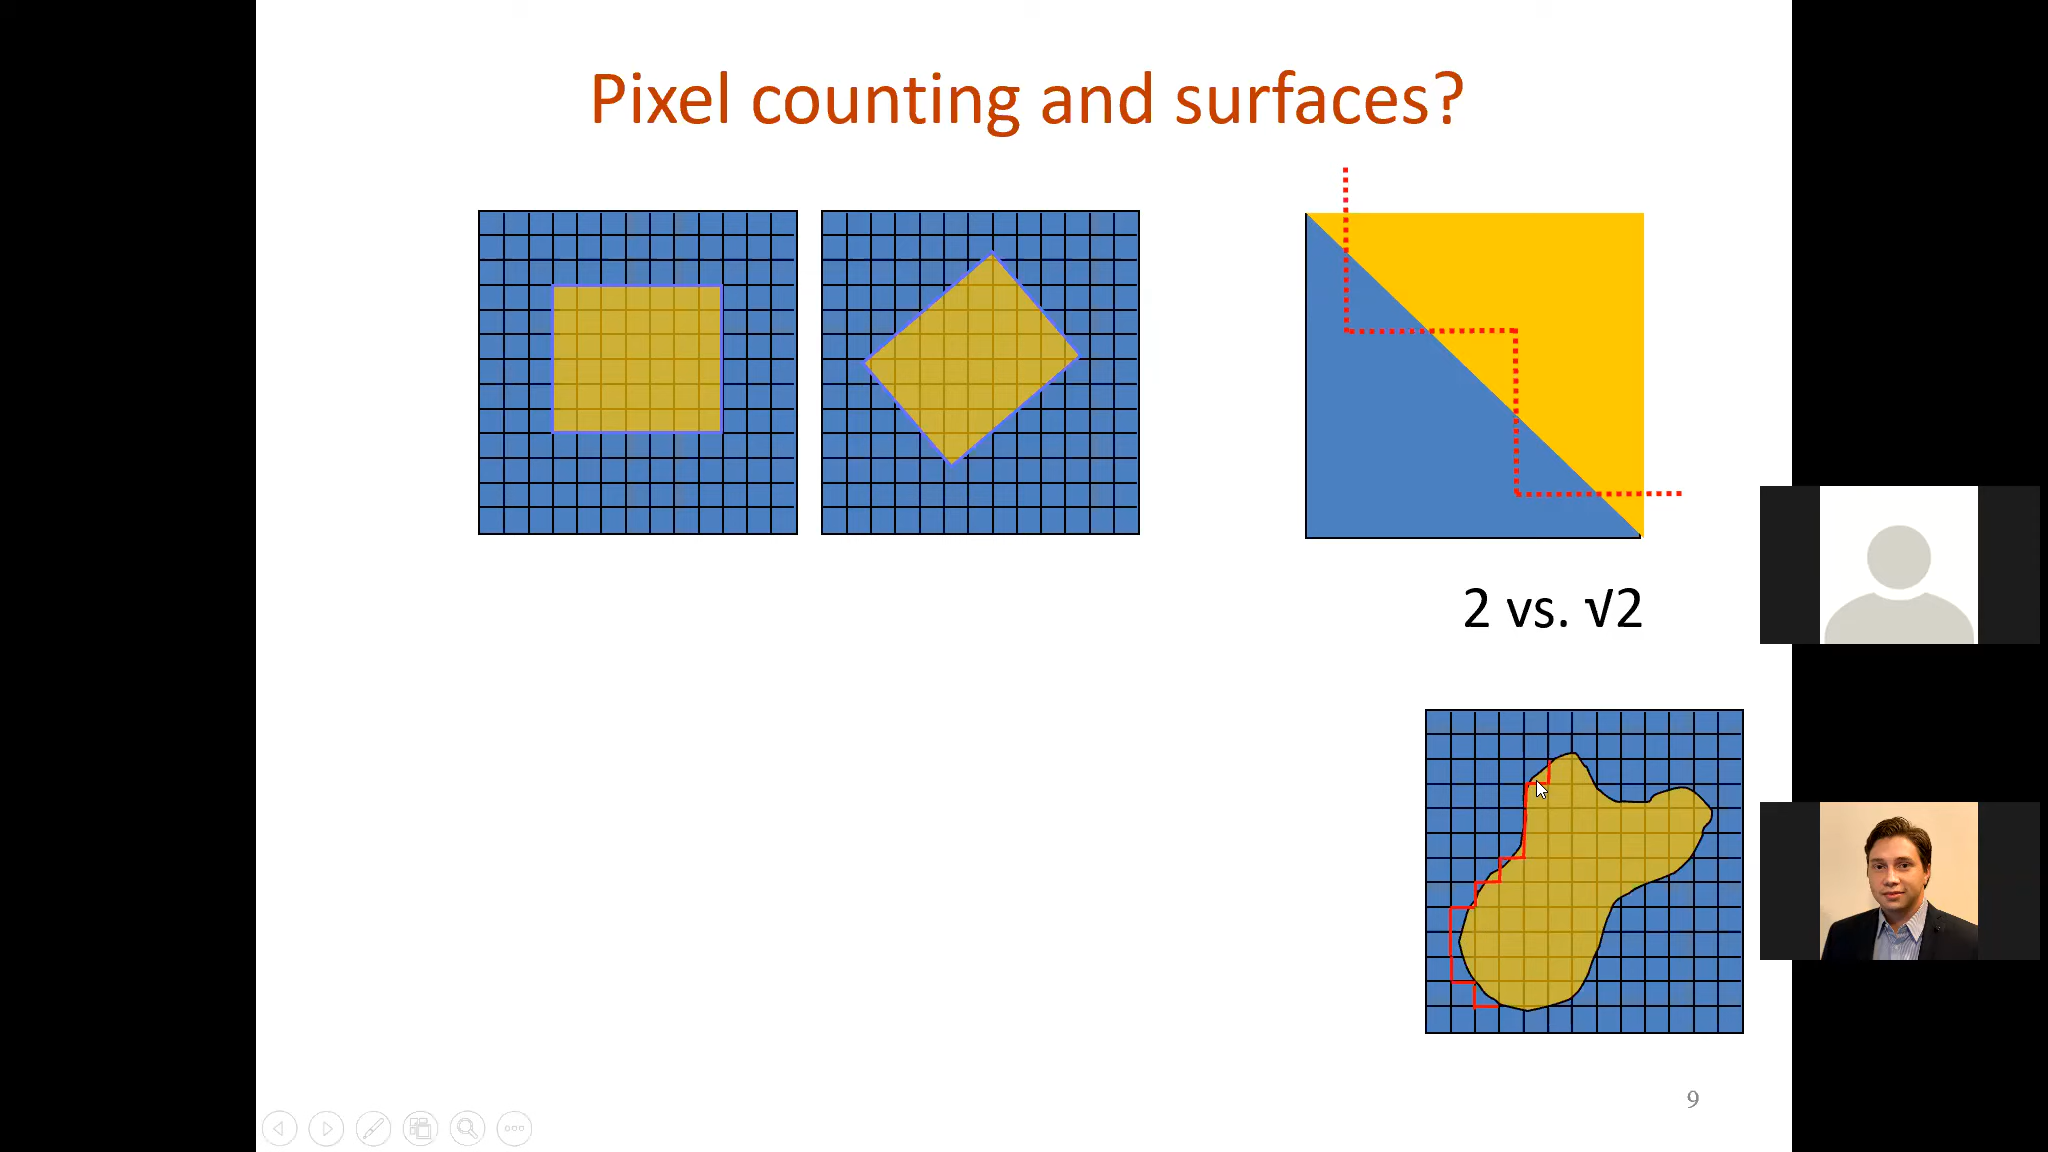 Pixel counting and surfaces?
2 vs. √2
9